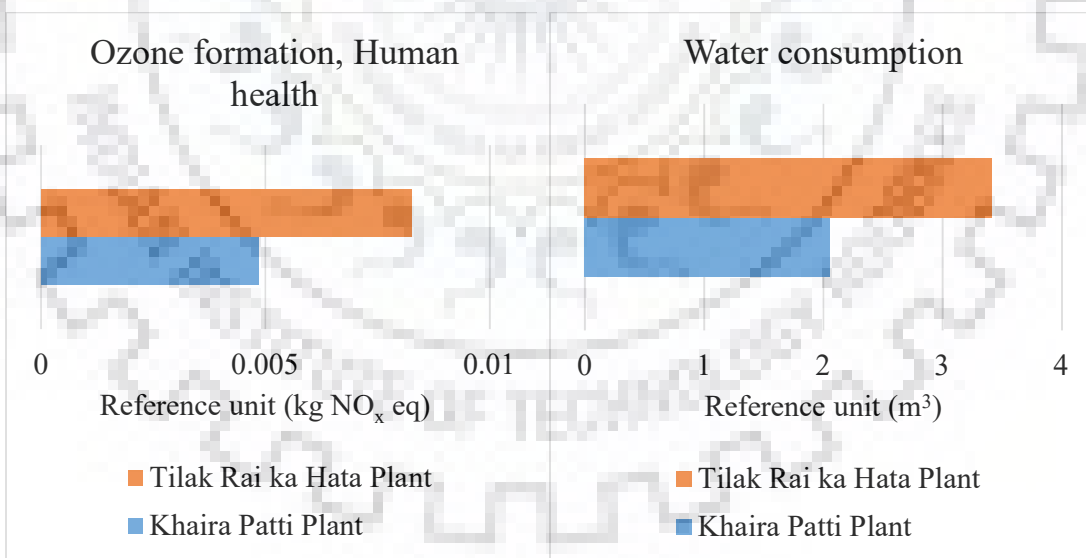 Ozone formation, Human
health
0 0.005 0.01
Reference unit (kg NOₓ eq)
Tilak Rai ka Hata Plant
Khaira Patti Plant
Water consumption
0 1 2 3 4
Reference unit (m³)
Tilak Rai ka Hata Plant
Khaira Patti Plant